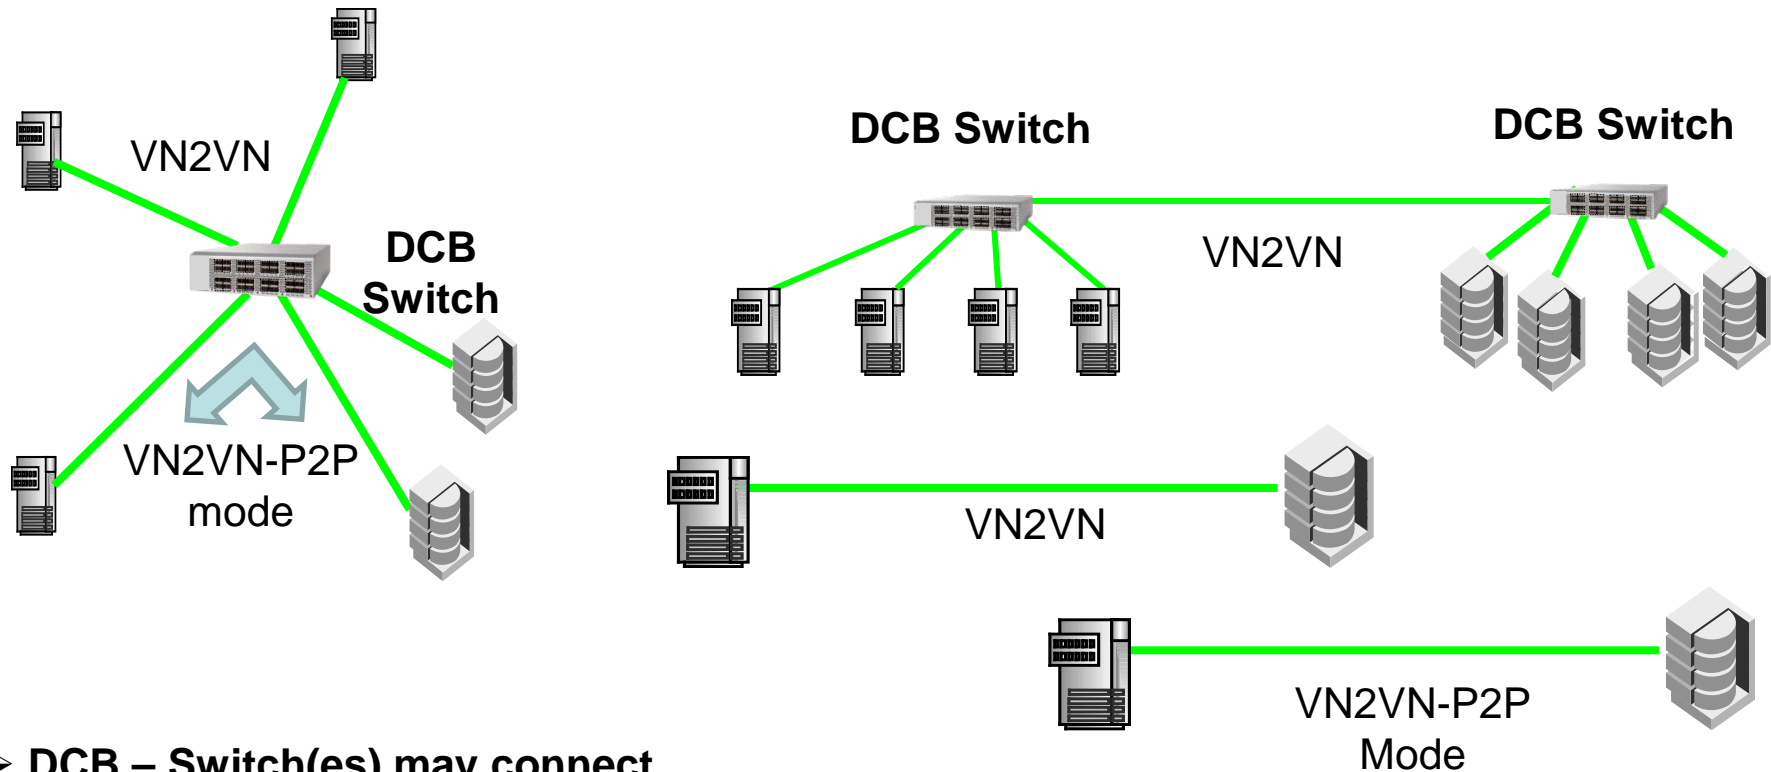 VN2VN
DCB
Switch
VN2VN-P2P
mode
DCB Switch
DCB Switch
VN2VN
VN2VN
VN2VN-P2P
Mode
➢ DCB – Switch(es) may connect